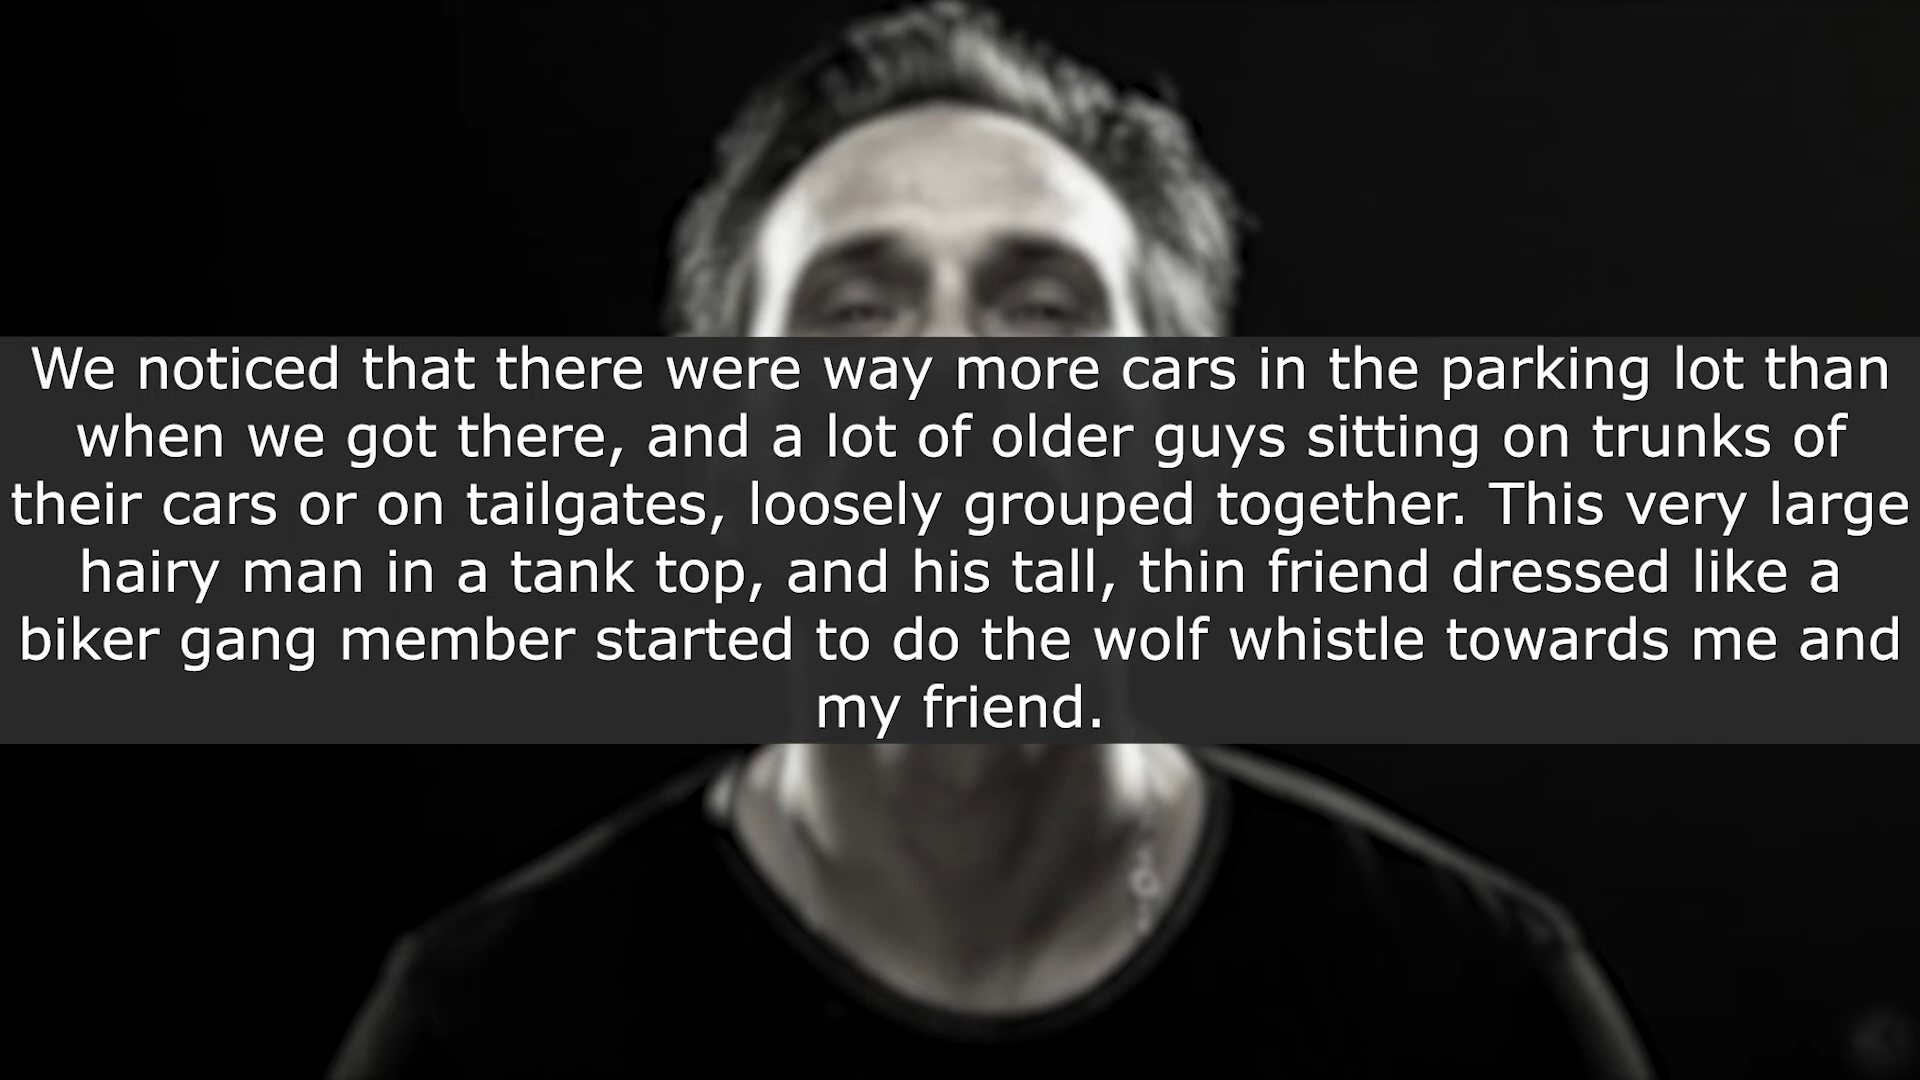 We noticed that there were way more cars in the parking lot than
when we got there, and a lot of older guys sitting on trunks of
their cars or on tailgates, loosely grouped together. This very large
hairy man in a tank top, and his tall, thin friend dressed like a
biker gang member started to do the wolf whistle towards me and
my friend.